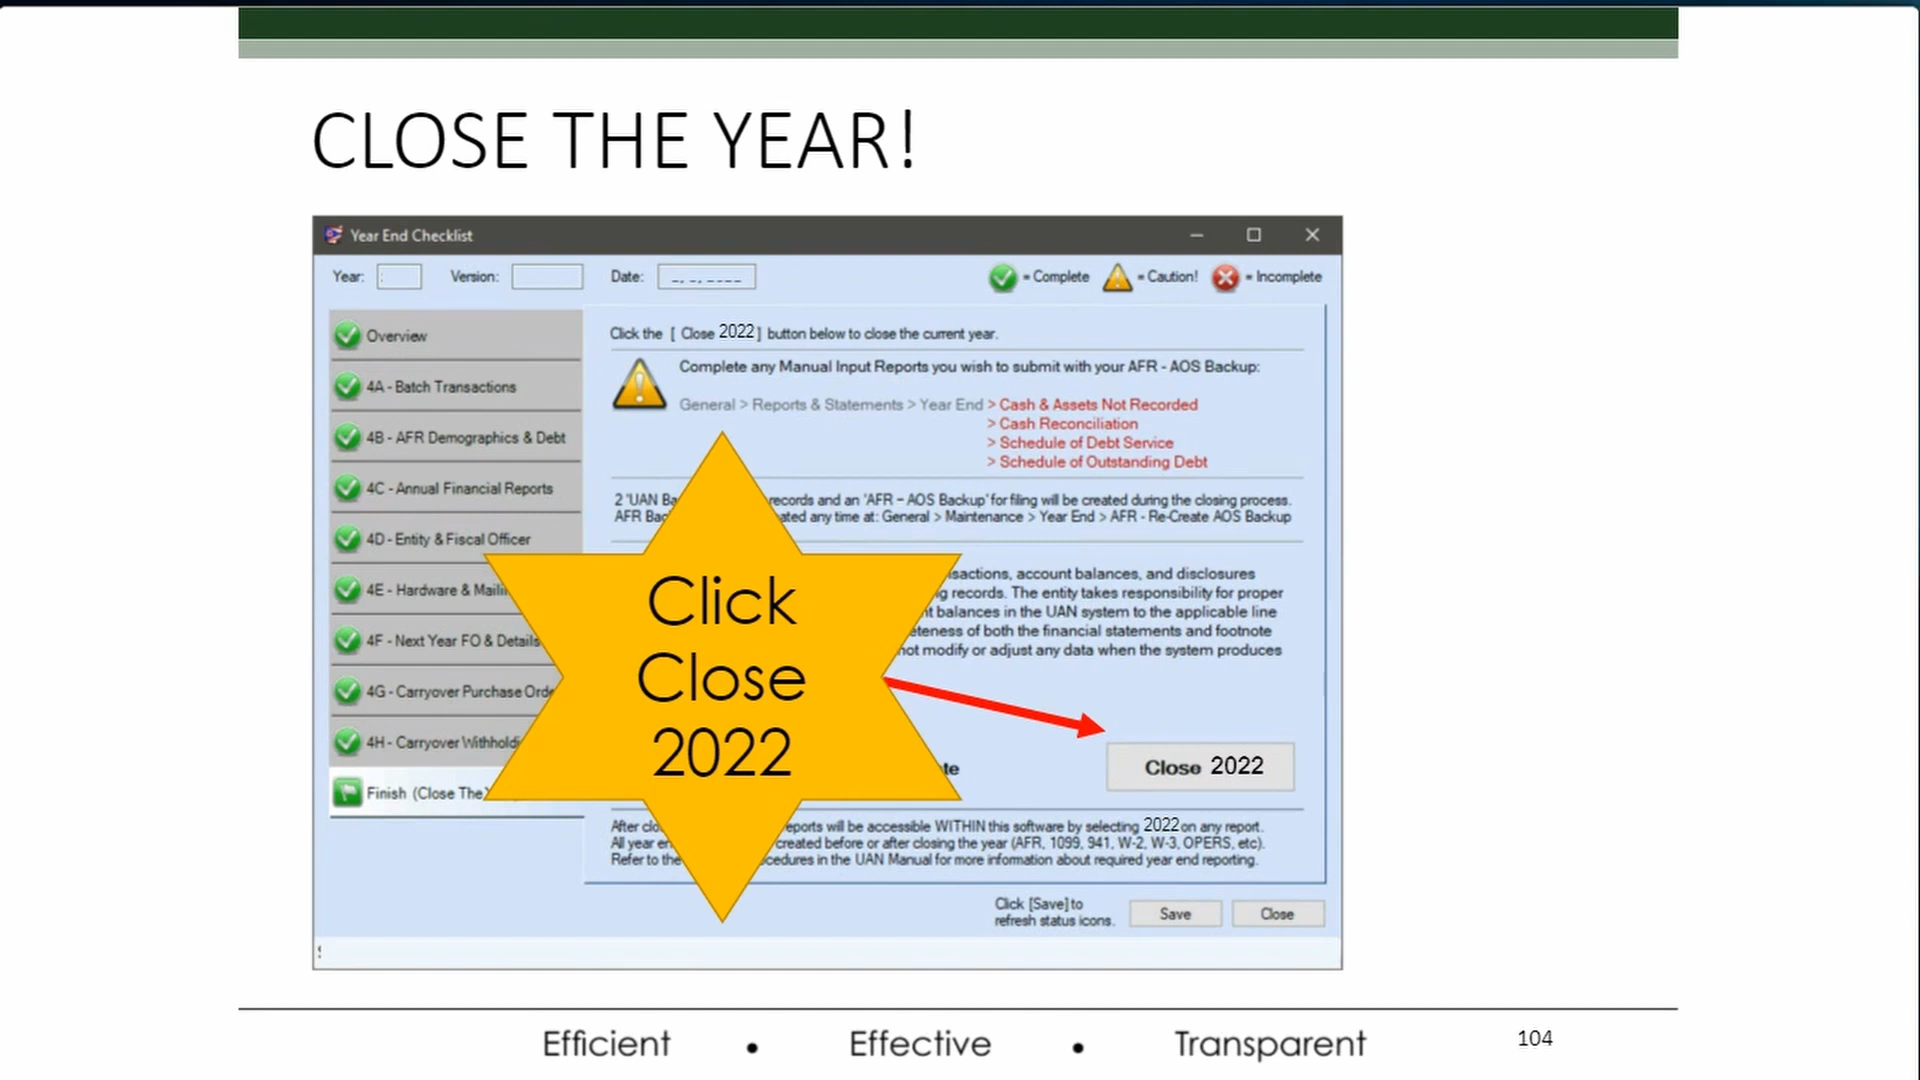 CLOSE THE YEAR!
Year End Checklist
Year: Version: Date:
= Complete = Caution! = Incomplete
Overview
4A - Batch Transactions
4B - AFR Demographics & Debt
4C - Annual Financial Reports
4D - Entity & Fiscal Officer
4E - Hardware &
4F - Next Year FO & Details
4G - Carryover Purchase
4H - Carryover
Finish (Close The
Click the [ Close 2022 ] button below to close the current year.
Complete any Manual Input Reports you wish to submit with your AFR - AOS Backup:
General > Reports & Statements > Year End > Cash & Assets Not Recorded
> Cash Reconciliation
> Schedule of Debt Service
> Schedule of Outstanding Debt
2 'UAN records and an 'AFR – AOS Backup' for filing will be created during the closing process.
AFR any time at: General > Maintenance > Year End > AFR - Re-Create AOS Backup
account balances, and disclosures
records. The entity takes responsibility for proper
balances in the UAN system to the applicable line
of both the financial statements and footnote
not modify or adjust any data when the system produces
Click
Close
2022
Close 2022
After reports will be accessible WITHIN this software by selecting 2022 on any report.
All year created before or after closing the year (AFR, 1099, 941, W-2, W-3, OPERS, etc).
Refer to the in the UAN Manual for more information about required year end reporting.
Click [Save] to
refresh status icons.
Save Close
Efficient • Effective • Transparent
104